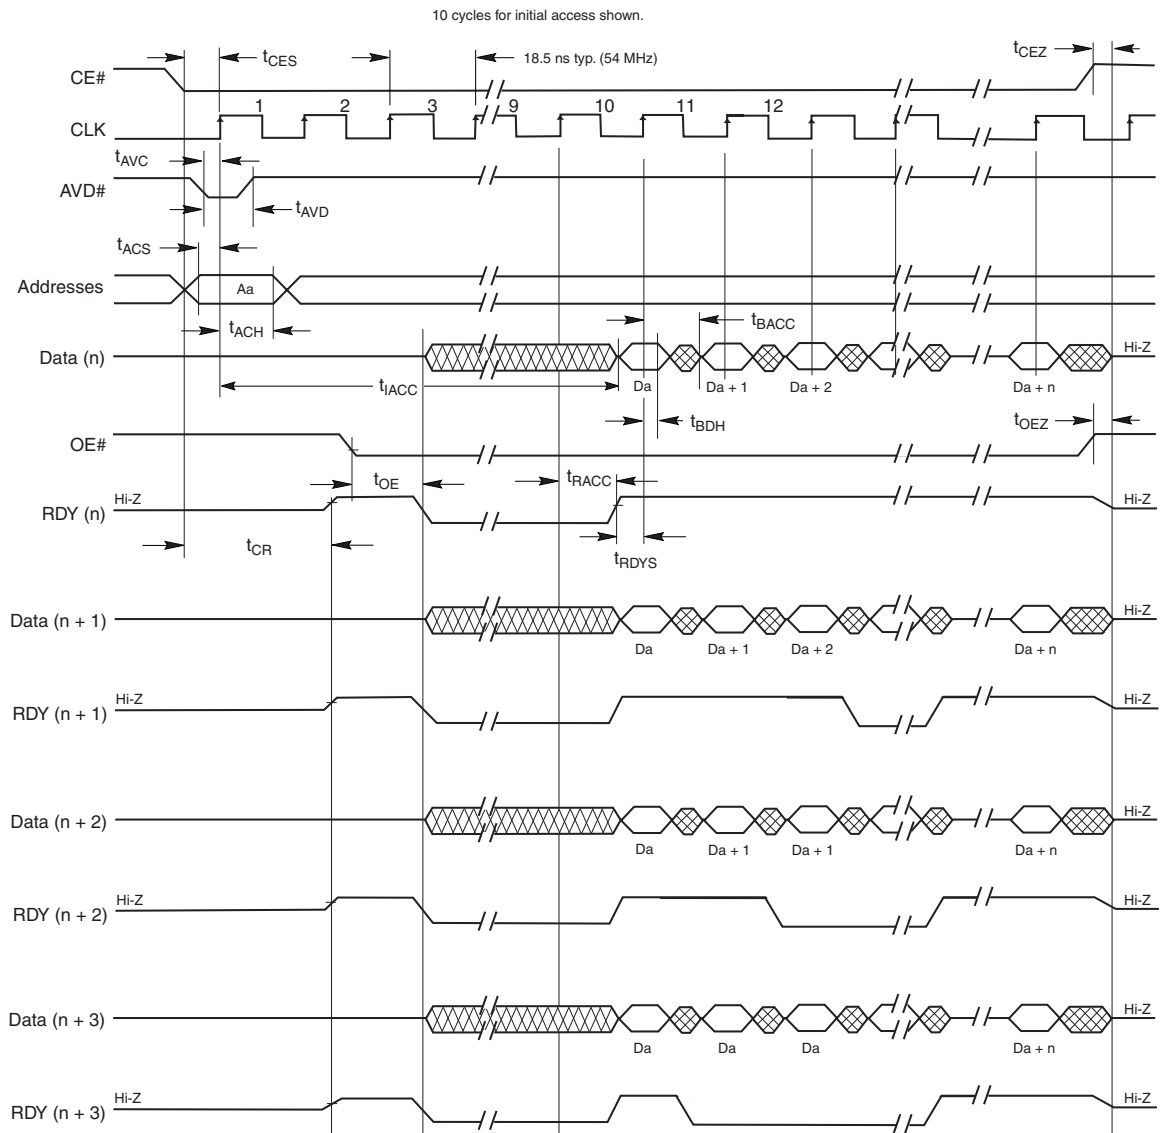 10 cycles for initial access shown.
tCES
18.5 ns typ. (54 MHz)
tCEZ
CE#
1 2 3 9 10 11 12
CLK
tAVC
AVD#
tAVD
tACS
Addresses
Aa
tACH
tBACC
Data (n)
Hi-Z
tIACC
Da Da + 1 Da + 2 Da + n
tBDH
tOEZ
OE#
tOE
tRACC
RDY (n)
Hi-Z
Hi-Z
tCR
tRDYS
Data (n + 1)
Hi-Z
Da Da + 1 Da + 2 Da + n
RDY (n + 1)
Hi-Z
Hi-Z
Data (n + 2)
Hi-Z
Da Da + 1 Da + 1 Da + n
RDY (n + 2)
Hi-Z
Hi-Z
Data (n + 3)
Hi-Z
Da Da Da Da + n
RDY (n + 3)
Hi-Z
Hi-Z